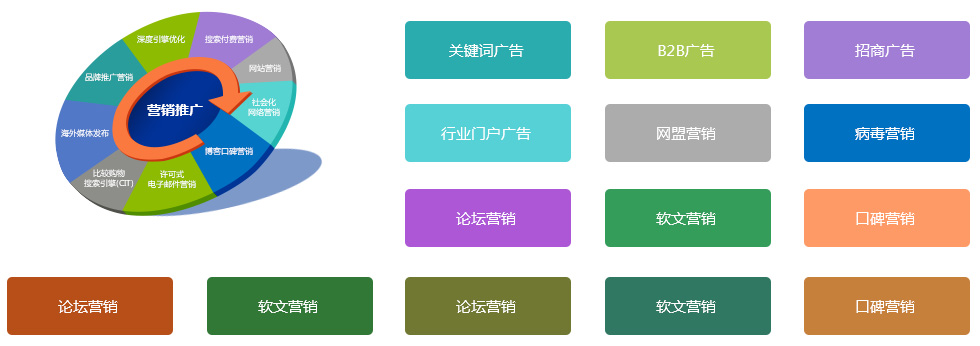 深度引擎优化
搜索付费营销
品牌推广营销
网站营销
营销推广
社会化
网络营销
海外媒体发布
博客口碑营销
比较购物
搜索引擎(CIT)
许可式
电子邮件营销
关键词广告
B2B广告
招商广告
行业门户广告
网盟营销
病毒营销
论坛营销
软文营销
口碑营销
论坛营销
软文营销
论坛营销
软文营销
口碑营销